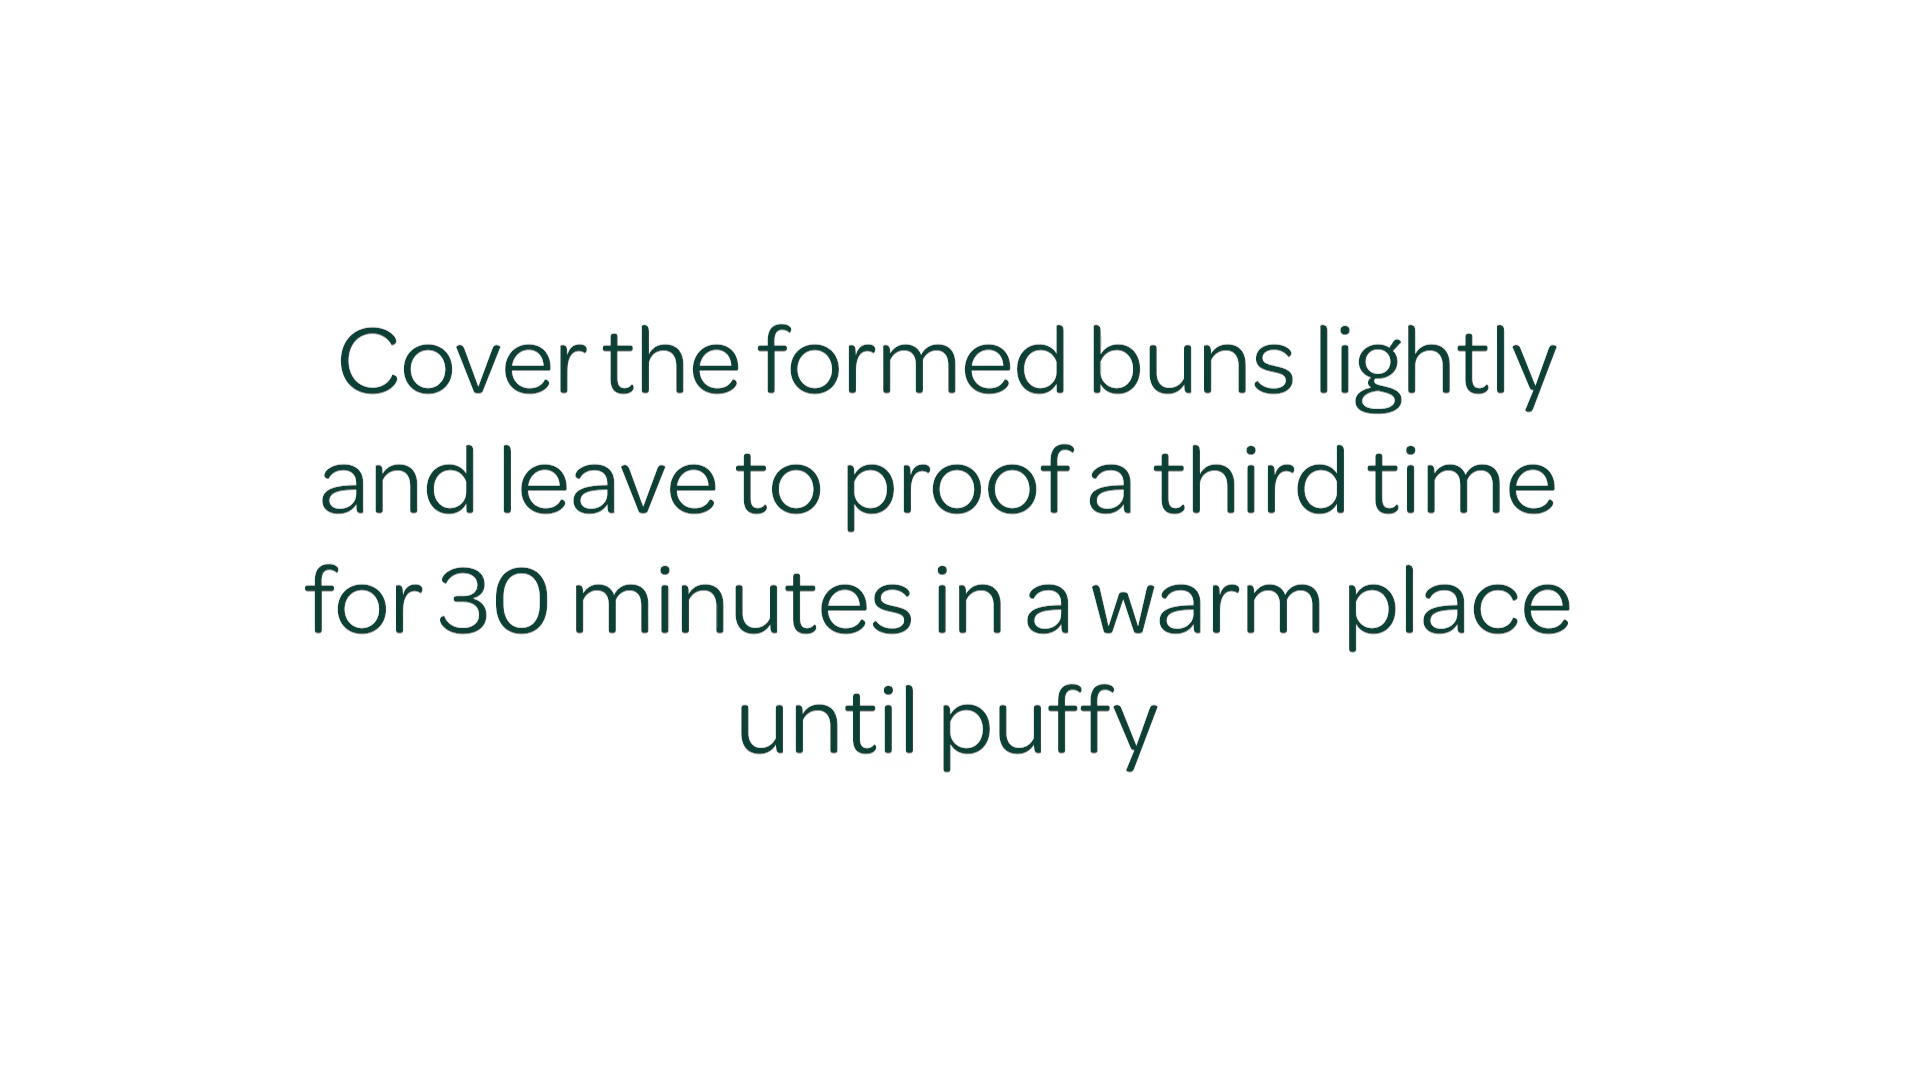 Cover the formed buns lightly
and leave to proof a third time
for 30 minutes in a warm place
until puffy